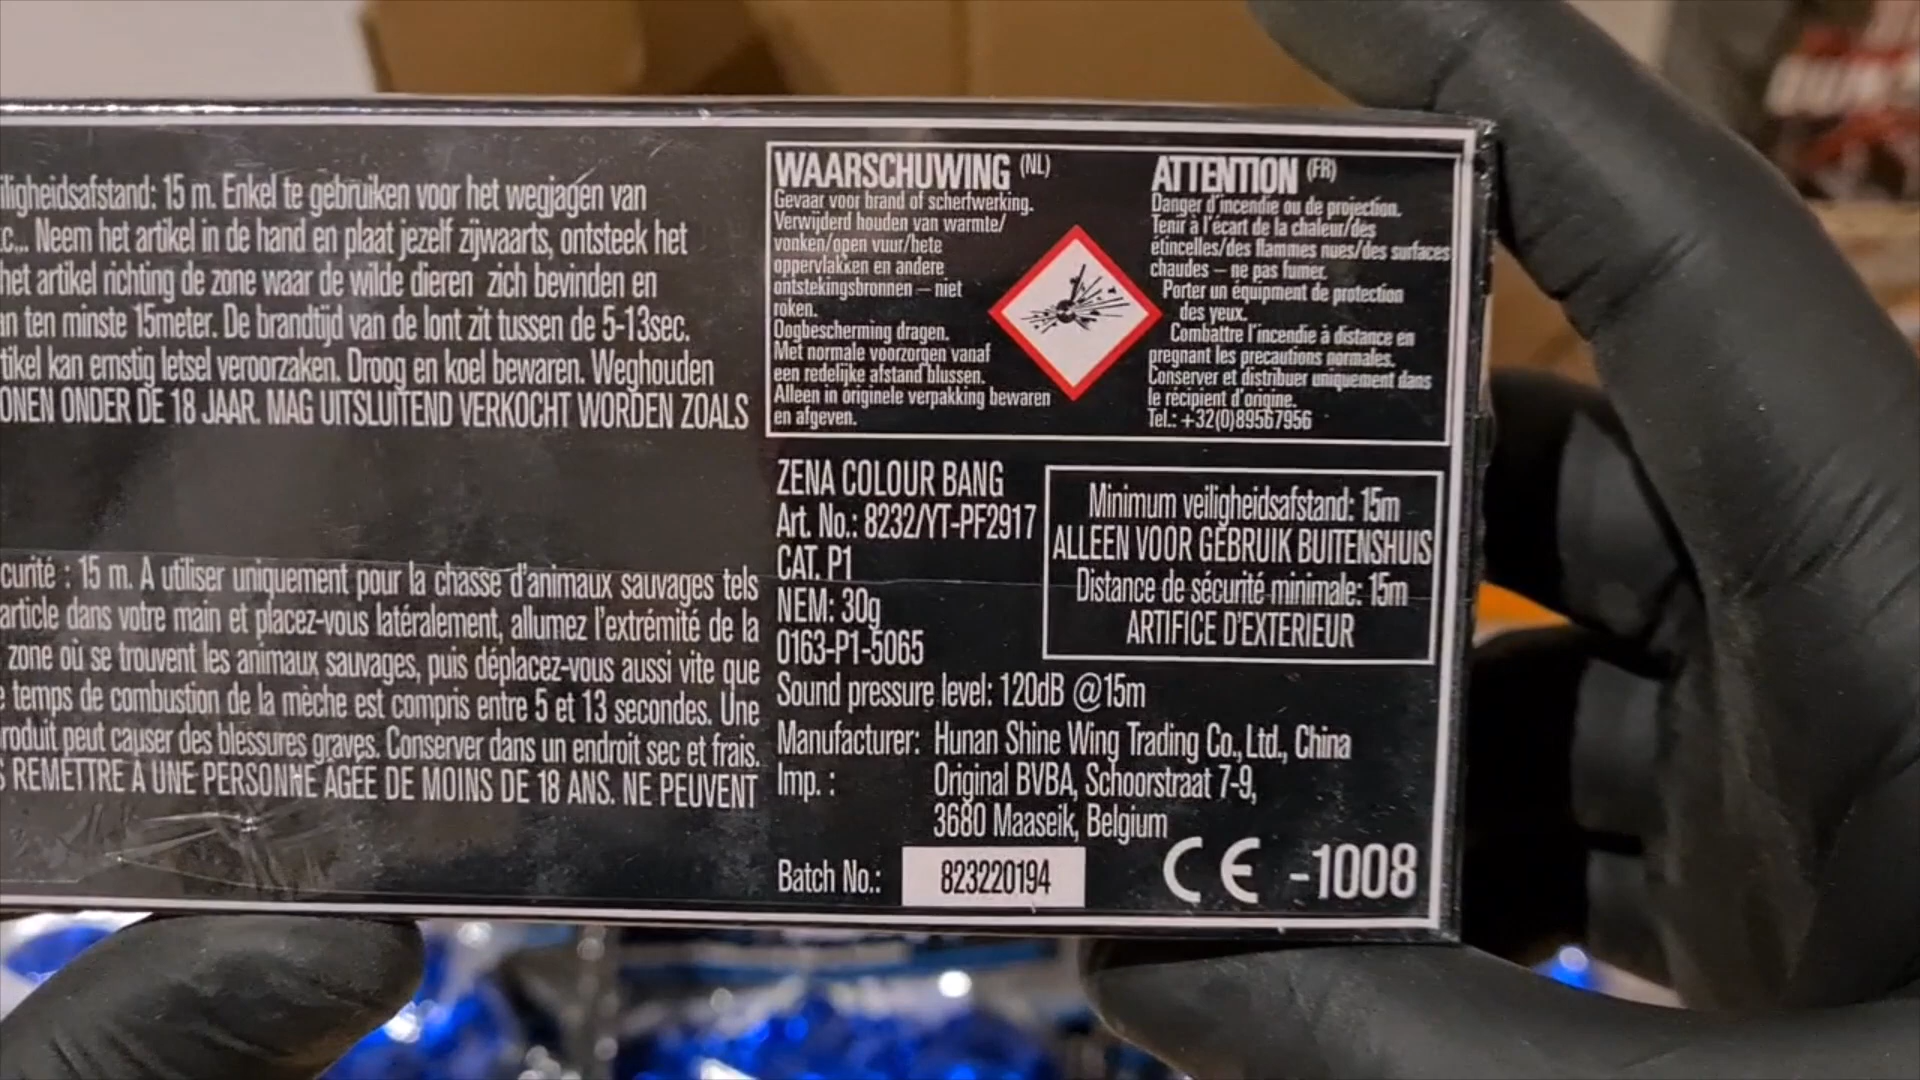 iligheidsafstand: 15 m. Enkel te gebruiken voor het wegjagen van
c... Neem het artikel in de hand en plaat jezelf zijwaarts, ontsteek het
het artikel richting de zone waar de wilde dieren zich bevinden en
an ten minste 15meter. De brandtijd van de lont zit tussen de 5-13sec.
tikel kan ernstig letsel veroorzaken. Droog en koel bewaren. Weghouden
ONEN ONDER DE 18 JAAR. MAG UITSLUITEND VERKOCHT WORDEN ZOALS
curité : 15 m. A utiliser uniquement pour la chasse d'animaux sauvages tels
article dans votre main et placez-vous latéralement, allumez l'extrémité de la
zone où se trouvent les animaux sauvages, puis déplacez-vous aussi vite que
e temps de combustion de la mèche est compris entre 5 et 13 secondes. Une
roduit peut causer des blessures graves. Conserver dans un endroit sec et frais.
S REMETTRE À UNE PERSONNE ÂGÉE DE MOINS DE 18 ANS. NE PEUVENT
WAARSCHUWING (NL)
Gevaar voor brand of scherfwerking.
Verwijderd houden van warmte/
vonken/open vuur/hete
oppervlakken en andere
ontstekingsbronnen – niet
roken.
Oogbescherming dragen.
Met normale voorzorgen vanaf
een redelijke afstand blussen.
Alleen in originele verpakking bewaren
en afgeven.
ATTENTION (FR)
Danger d'incendie ou de projection.
Tenir à l'écart de la chaleur/des
étincelles/des flammes nues/des surfaces
chaudes – ne pas fumer.
Porter un équipment de protection
des yeux.
Combattre l'incendie à distance en
pregnant les precautions normales.
Conserver et distribuer uniquement dans
le récipient d'origine.
Tel.: +32(0)89567956
ZENA COLOUR BANG
Art. No.: 8232/YT-PF2917
CAT. P1
NEM: 30g
0163-P1-5065
Sound pressure level: 120dB @15m
Minimum veiligheidsafstand: 15m
ALLEEN VOOR GEBRUIK BUITENSHUIS
Distance de sécurité minimale: 15m
ARTIFICE D'EXTERIEUR
Manufacturer: Hunan Shine Wing Trading Co., Ltd., China
Imp. : Original BVBA, Schoorstraat 7-9,
3680 Maaseik, Belgium
Batch No.: 823220194
CE -1008